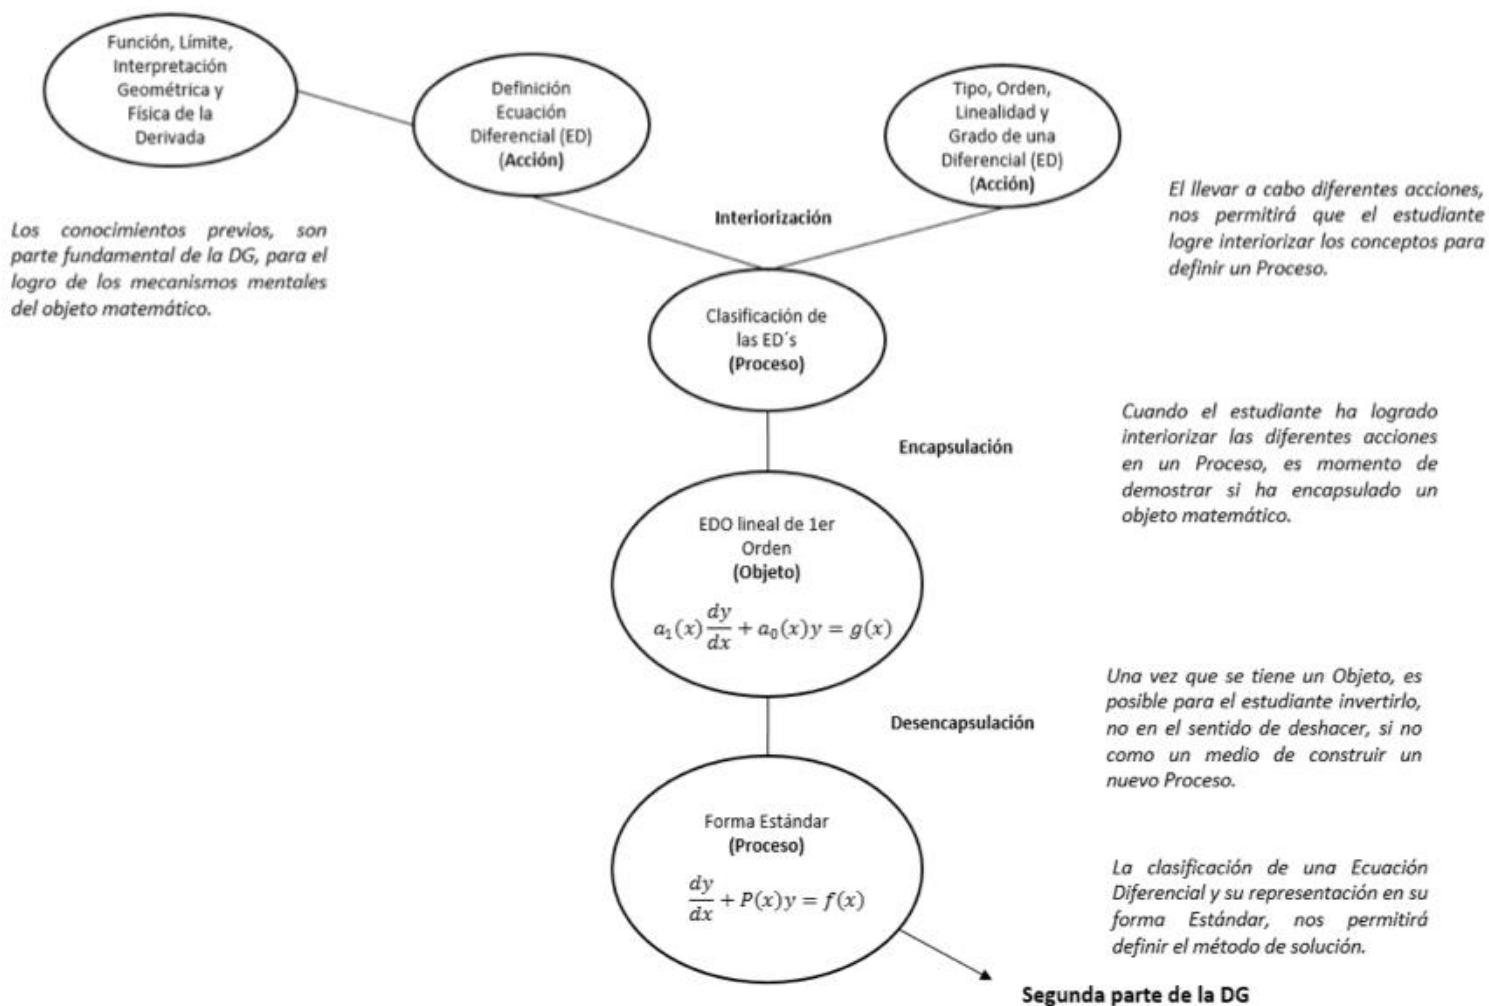 Función, Límite,
Interpretación
Geométrica y
Física de la
Derivada
Definición
Ecuación
Diferencial (ED)
(Acción)
Tipo, Orden,
Linealidad y
Grado de una
Diferencial (ED)
(Acción)
Los conocimientos previos, son
parte fundamental de la DG, para el
logro de los mecanismos mentales
del objeto matemático.
Interiorización
El llevar a cabo diferentes acciones,
nos permitirá que el estudiante
logre interiorizar los conceptos para
definir un Proceso.
Clasificación de
las ED´s
(Proceso)
Encapsulación
Cuando el estudiante ha logrado
interiorizar las diferentes acciones
en un Proceso, es momento de
demostrar si ha encapsulado un
objeto matemático.
EDO lineal de 1er
Orden
(Objeto)
a₁(x) dy/dx + a₀(x)y = g(x)
Desencapsulación
Una vez que se tiene un Objeto, es
posible para el estudiante invertirlo,
no en el sentido de deshacer, si no
como un medio de construir un
nuevo Proceso.
Forma Estándar
(Proceso)
dy/dx + P(x)y = f(x)
La clasificación de una Ecuación
Diferencial y su representación en su
forma Estándar, nos permitirá
definir el método de solución.
Segunda parte de la DG